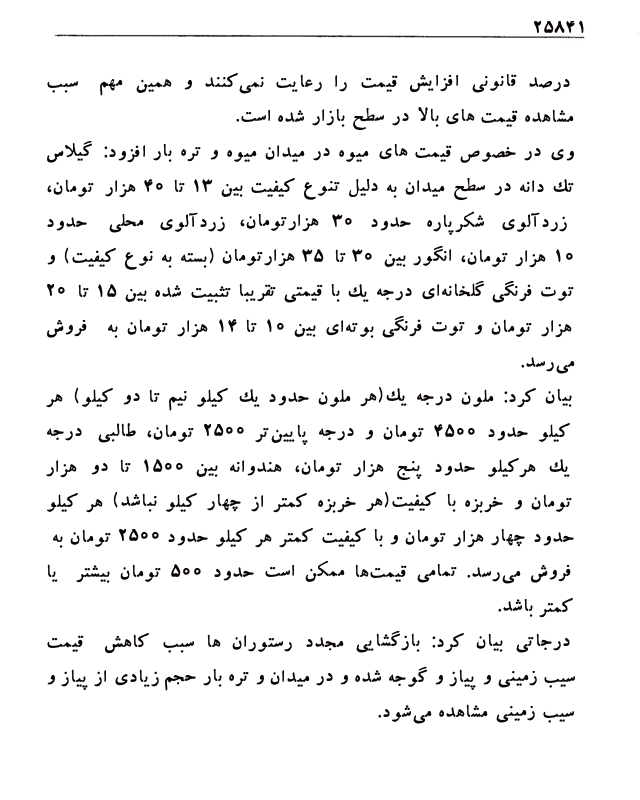 ۲۵۸۴۱
درصد قانونی افزایش قیمت را رعایت نمی‌کنند و همین مهم سبب
مشاهده قیمت های بالا در سطح بازار شده است.
وی در خصوص قیمت های میوه در میدان میوه و تره بار افزود: گیلاس
تك دانه در سطح میدان به دلیل تنوع کیفیت بین ۱۳ تا ۴۰ هزار تومان،
زردآلوی شکرپاره حدود ۳۰ هزارتومان، زردآلوی محلی حدود
۱۰ هزار تومان، انگور بین ۳۰ تا ۳۵ هزارتومان (بسته به نوع کیفیت) و
توت فرنگی گلخانه‌ای درجه یك با قیمتی تقریبا تثبیت شده بین ۱۵ تا ۲۰
هزار تومان و توت فرنگی بوته‌ای بین ۱۰ تا ۱۴ هزار تومان به فروش
می‌رسد.
بیان کرد: ملون درجه یك(هر ملون حدود یك کیلو نیم تا دو کیلو) هر
کیلو حدود ۴۵۰۰ تومان و درجه پایین‌تر ۲۵۰۰ تومان، طالبی درجه
یك هرکیلو حدود پنج هزار تومان، هندوانه بین ۱۵۰۰ تا دو هزار
تومان و خربزه با کیفیت(هر خربزه کمتر از چهار کیلو نباشد) هر کیلو
حدود چهار هزار تومان و با کیفیت کمتر هر کیلو حدود ۲۵۰۰ تومان به
فروش می‌رسد. تمامی قیمت‌ها ممکن است حدود ۵۰۰ تومان بیشتر یا
کمتر باشد.
درجاتی بیان کرد: بازگشایی مجدد رستوران ها سبب کاهش قیمت
سیب زمینی و پیاز و گوجه شده و در میدان و تره بار حجم زیادی از پیاز و
سیب زمینی مشاهده می‌شود.